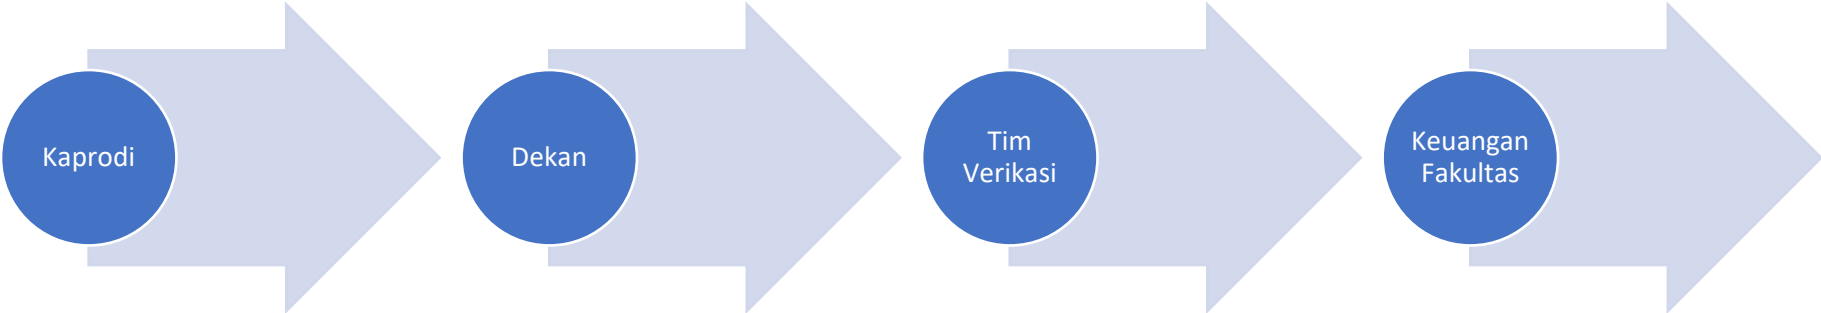 Kaprodi
Dekan
Tim
Verikasi
Keuangan
Fakultas